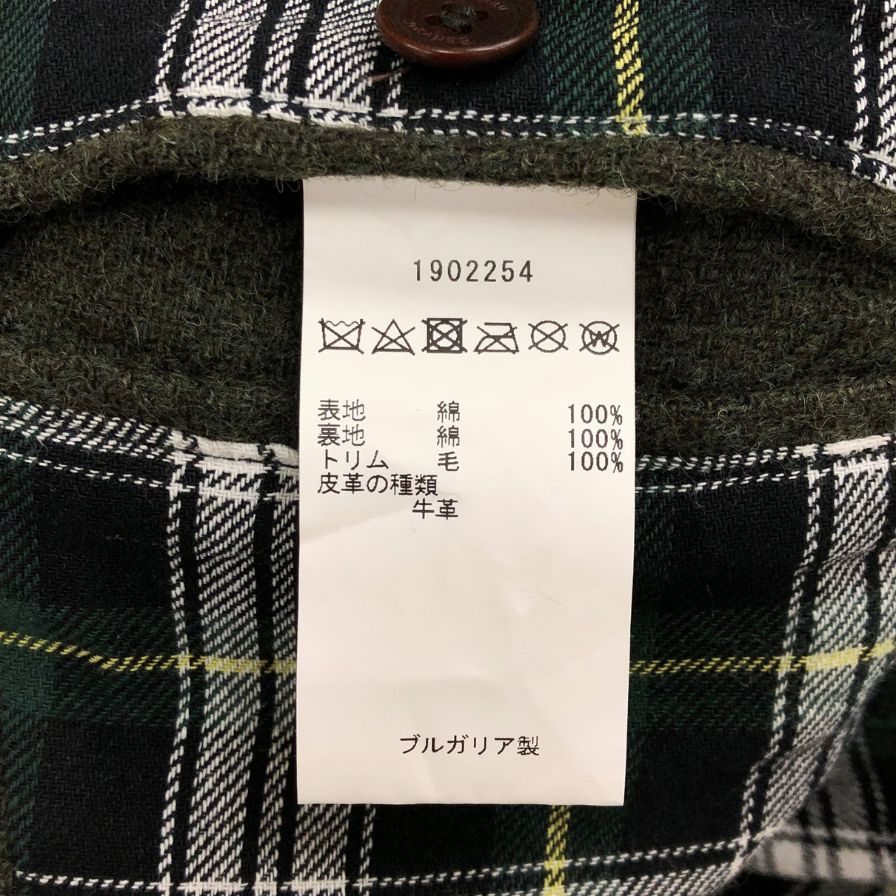 1902254
W
表地 綿 100%
裏地 綿 100%
トリム 毛 100%
皮革の種類
牛革
ブルガリア製